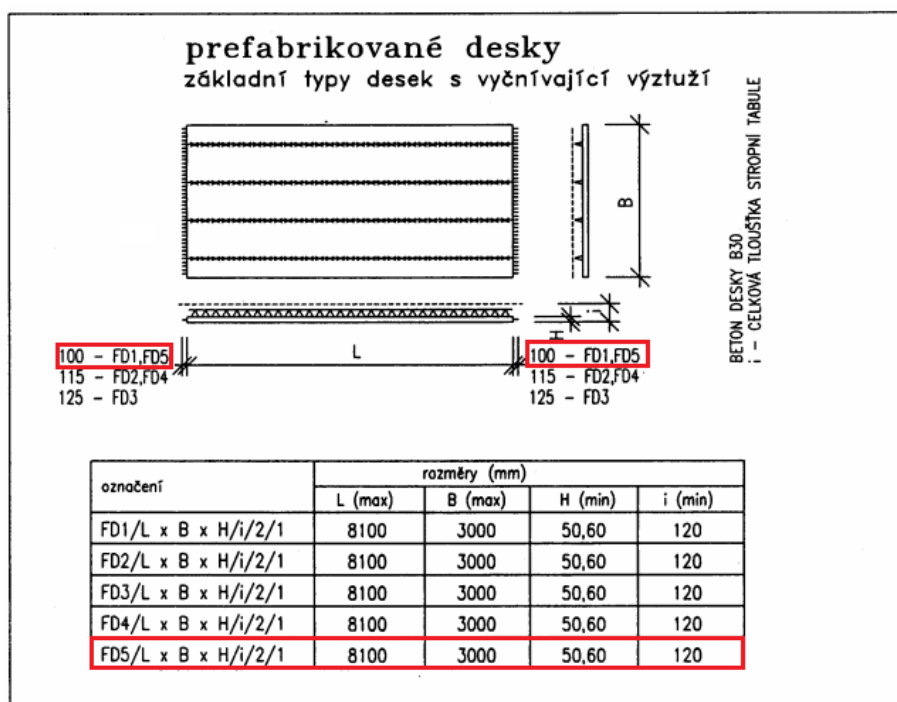 prefabrikované desky
základní typy desek s vyčnívající výztuží
B
BETON DESKY B30
i - CELKOVÁ TLOUŠŤKA STROPNÍ TABULE
i
H
L
100 - FD1,FD5
115 - FD2,FD4
125 - FD3
100 - FD1,FD5
115 - FD2,FD4
125 - FD3
označení rozměry (mm)
L (max) B (max) H (min) i (min)
FD1/L x B x H/i/2/1 8100 3000 50,60 120
FD2/L x B x H/i/2/1 8100 3000 50,60 120
FD3/L x B x H/i/2/1 8100 3000 50,60 120
FD4/L x B x H/i/2/1 8100 3000 50,60 120
FD5/L x B x H/i/2/1 8100 3000 50,60 120